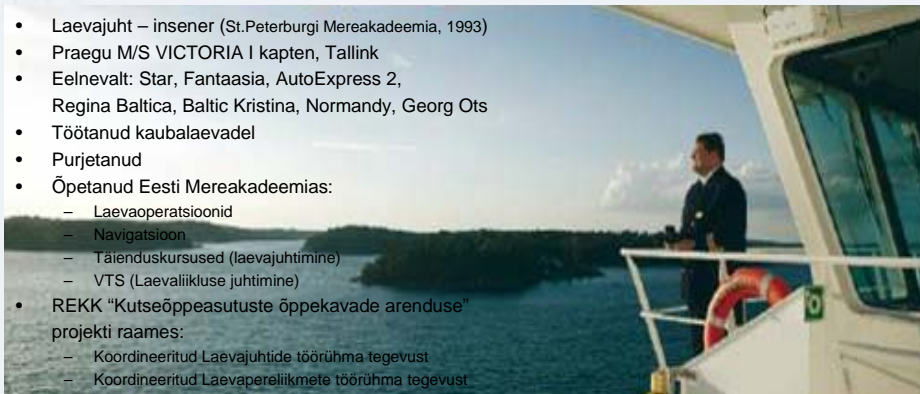 • Laevajuht – insener (St.Peterburgi Mereakadeemia, 1993)
• Praegu M/S VICTORIA I kapten, Tallink
• Eelnevalt: Star, Fantaasia, AutoExpress 2,
Regina Baltica, Baltic Kristina, Normandy, Georg Ots
• Töötanud kaubalaevadel
• Purjetanud
• Õpetanud Eesti Mereakadeemias:
– Laevaoperatsioonid
– Navigatsioon
– Täienduskursused (laevajuhtimine)
– VTS (Laevaliikluse juhtimine)
• REKK “Kutseõppeasutuste õppekavade arenduse”
projekti raames:
– Koordineeritud Laevajuhtide töörühma tegevust
– Koordineeritud Laevapereliikmete töörühma tegevust